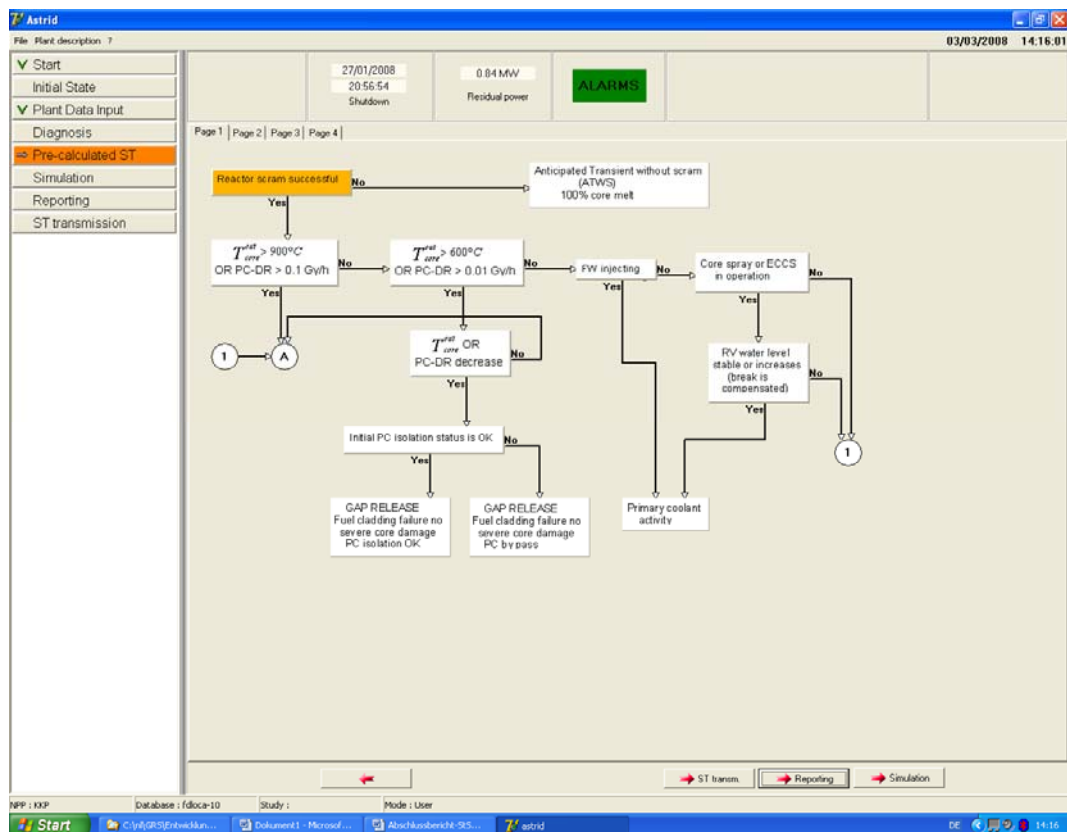 Astrid
File Plant description ?
03/03/2008 14:16:01
Start
Initial State
Plant Data Input
Diagnosis
Pre-calculated ST
Simulation
Reporting
ST transmission
27/01/2008
20:56:54
Shutdown
0.84 MW
Residual power
ALARMS
Page 1 Page 2 Page 3 Page 4
Reactor scram successful
No
Yes
Anticipated Transient without scram
(ATWS)
100% core melt
T core > 900°C
OR PC-DR > 0.1 Gy/h
No
Yes
T core > 600°C
OR PC-DR > 0.01 Gy/h
No
Yes
FW injecting
No
Yes
Core spray or ECCS
in operation
No
Yes
1
A
T core OR
PC-DR decrease
No
Yes
RV water level
stable or increases
(break is
compensated)
No
Yes
1
Initial PC isolation status is OK
No
Yes
GAP RELEASE
Fuel cladding failure no
severe core damage
PC isolation OK
GAP RELEASE
Fuel cladding failure no
severe core damage
PC bypass
Primary coolant
activity
ST transm.
Reporting
Simulation
NPP : KKP
Database : fdloca-10
Study :
Mode : User
Start
Dokument1 - Microsof...
Abschlussbericht-StS...
astrid
DE
14:16